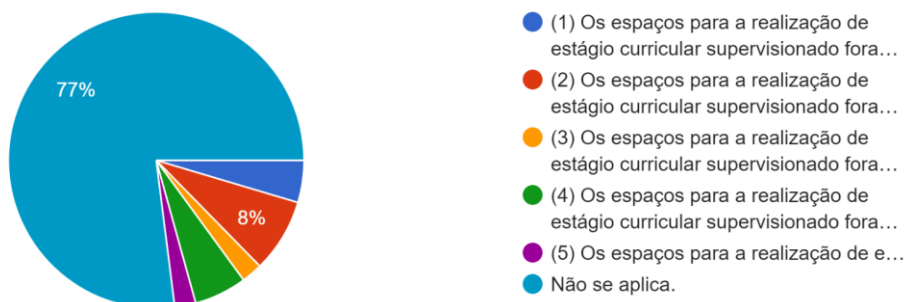 77%
8%
(1) Os espaços para a realização de
estágio curricular supervisionado fora…
(2) Os espaços para a realização de
estágio curricular supervisionado fora…
(3) Os espaços para a realização de
estágio curricular supervisionado fora…
(4) Os espaços para a realização de
estágio curricular supervisionado fora…
(5) Os espaços para a realização de e…
Não se aplica.